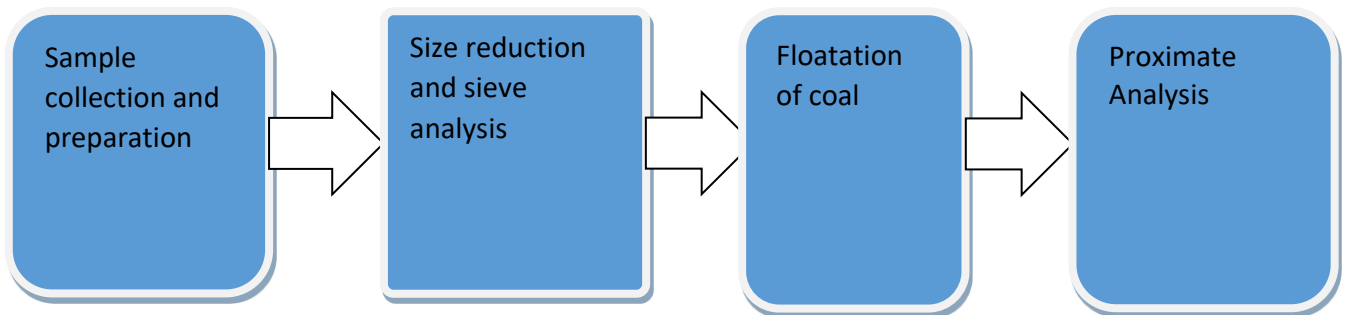 Sample
collection and
preparation
Size reduction
and sieve
analysis
Floatation
of coal
Proximate
Analysis